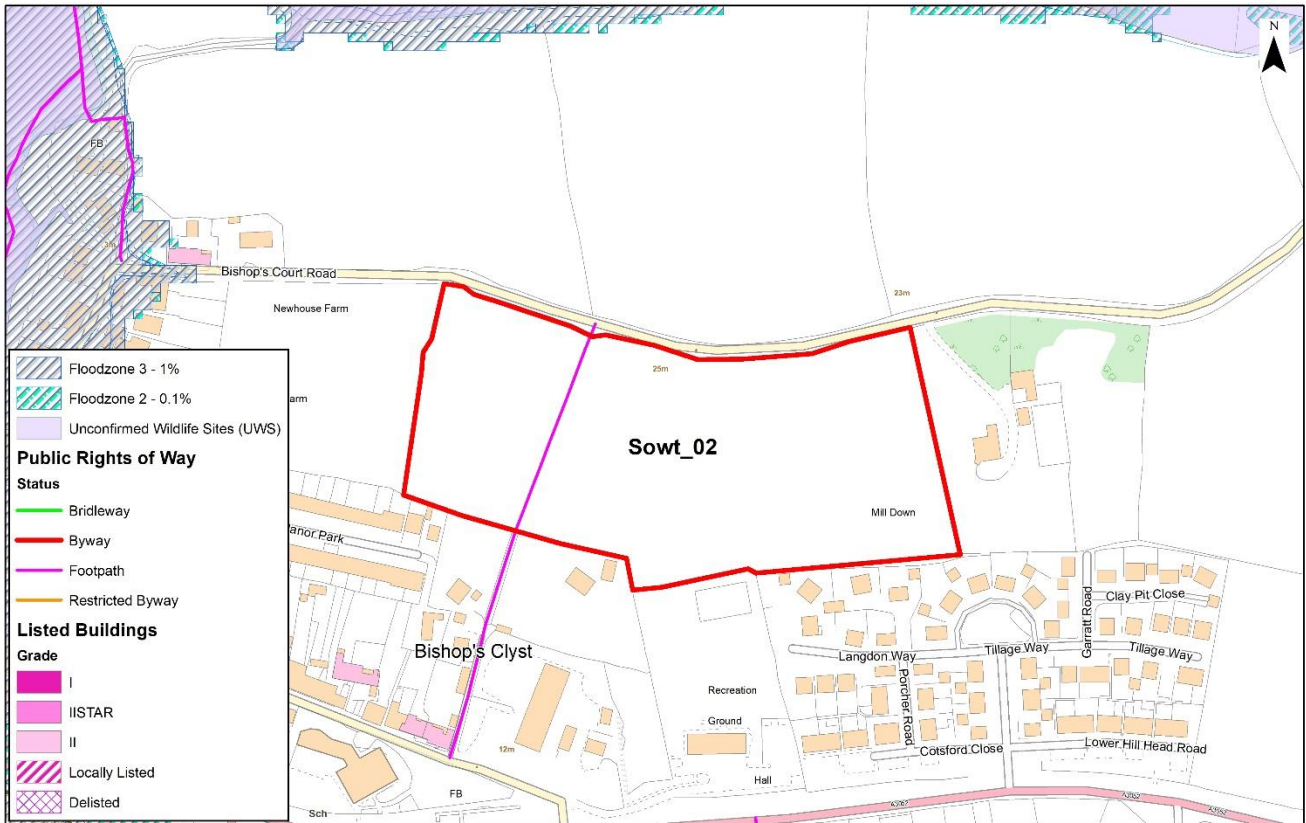 N
FB
3m
Bishop's Court Road
Newhouse Farm
23m
25m
arm
Sowt_02
Mill Down
Floodzone 3 - 1%
Floodzone 2 - 0.1%
Unconfirmed Wildlife Sites (UWS)
Public Rights of Way
Status
Bridleway
Byway
Footpath
Restricted Byway
Listed Buildings
Grade
I
IISTAR
II
Locally Listed
Delisted
Manor Park
Bishop's Clyst
12m
FB
Sch
Recreation
Ground
Hall
Langdon Way
Porcher Road
Tillage Way
Garratt Road
Clay Pit Close
Tillage Way
Cotsford Close
Lower Hill Head Road
A3052
A3052